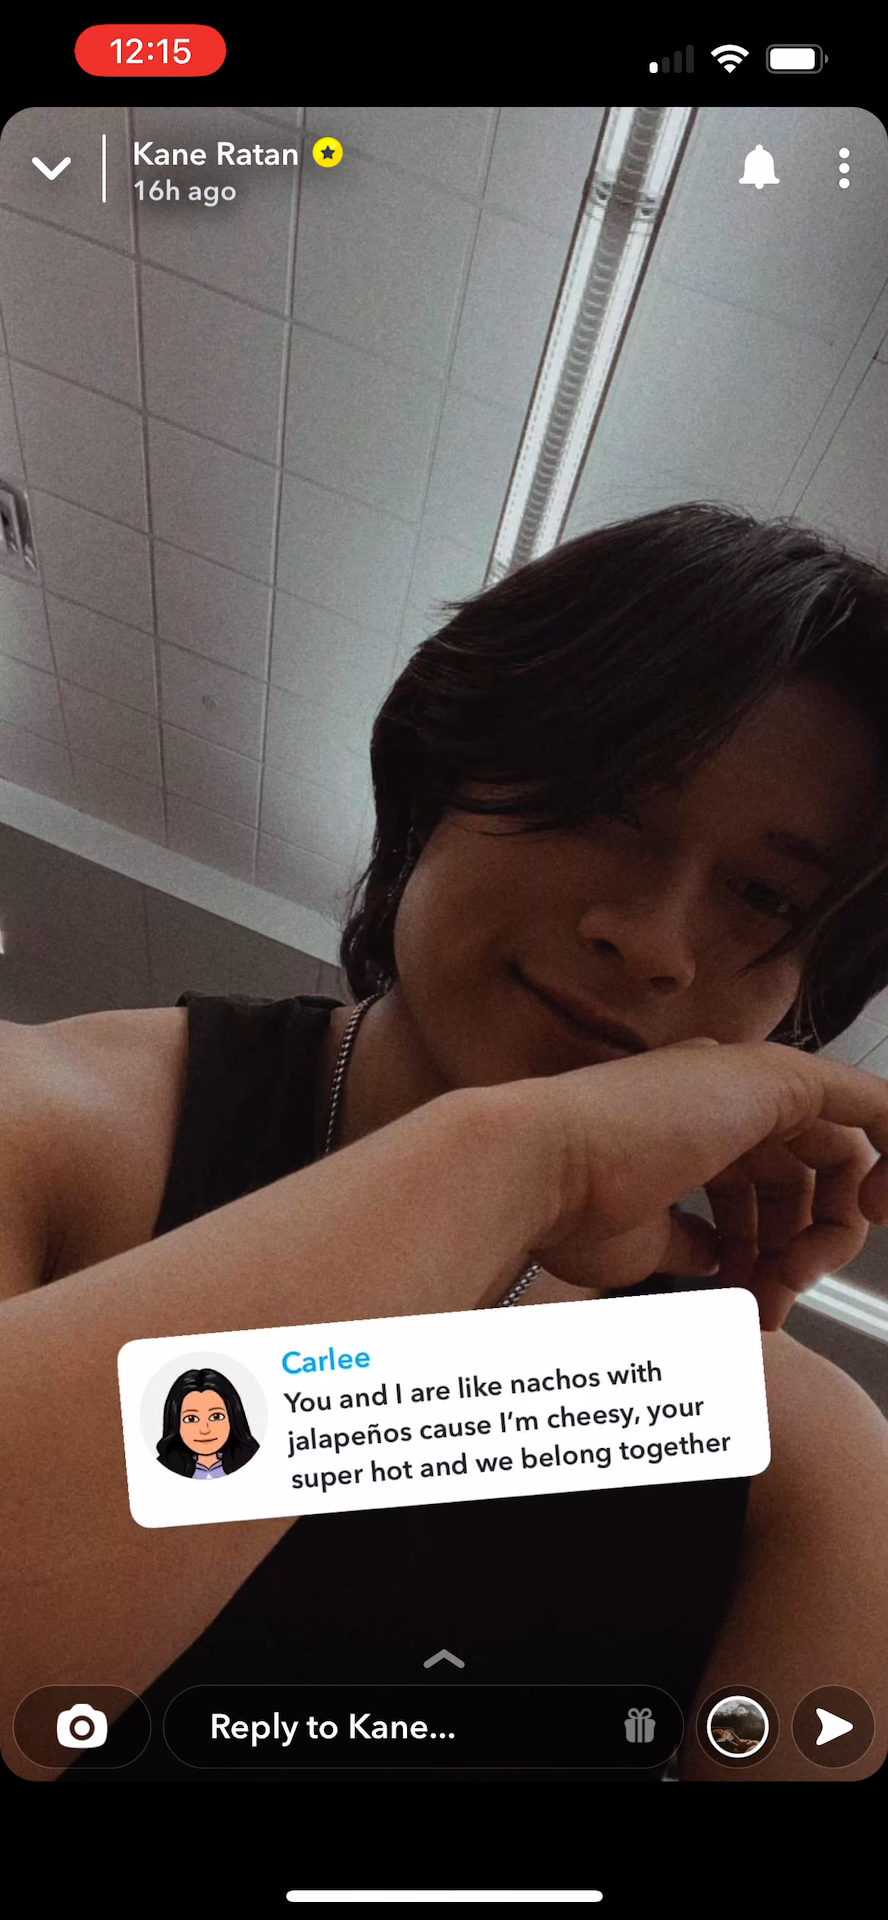 12:15
Kane Ratan
16h ago
Carlee
You and I are like nachos with
jalapeños cause I'm cheesy, your
super hot and we belong together
Reply to Kane...